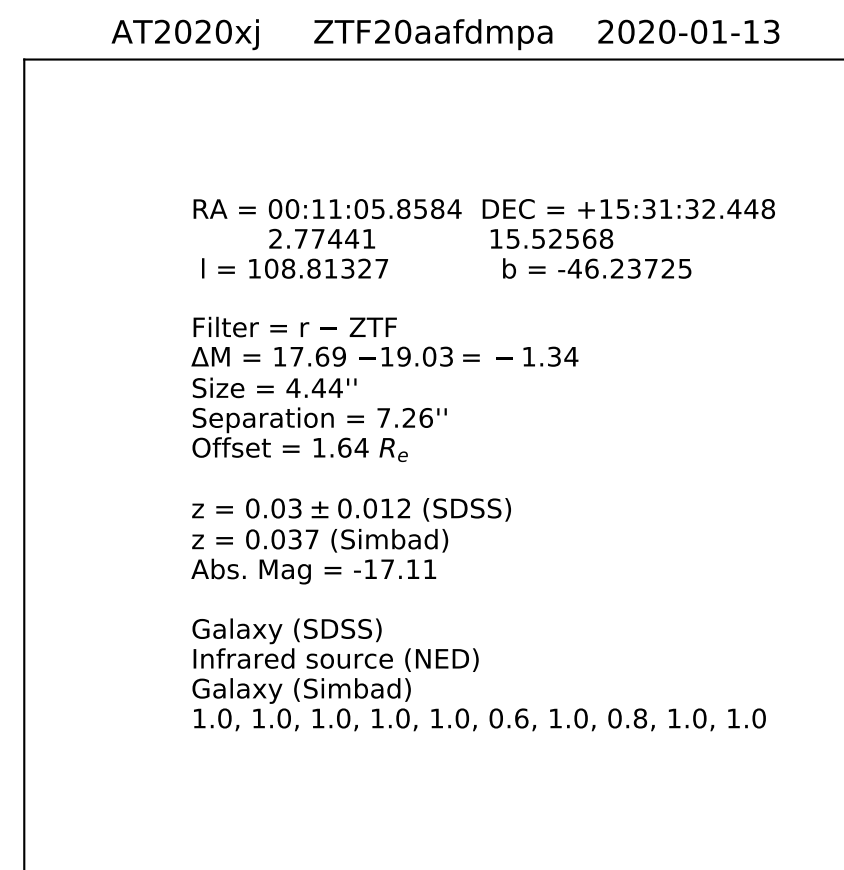 AT2020xj ZTF20aafdmpa 2020-01-13
RA = 00:11:05.8584 DEC = +15:31:32.448
2.77441 15.52568
l = 108.81327 b = -46.23725
Filter = r − ZTF
ΔM = 17.69 −19.03 = − 1.34
Size = 4.44''
Separation = 7.26''
Offset = 1.64 Rₑ
z = 0.03 ± 0.012 (SDSS)
z = 0.037 (Simbad)
Abs. Mag = -17.11
Galaxy (SDSS)
Infrared source (NED)
Galaxy (Simbad)
1.0, 1.0, 1.0, 1.0, 1.0, 0.6, 1.0, 0.8, 1.0, 1.0